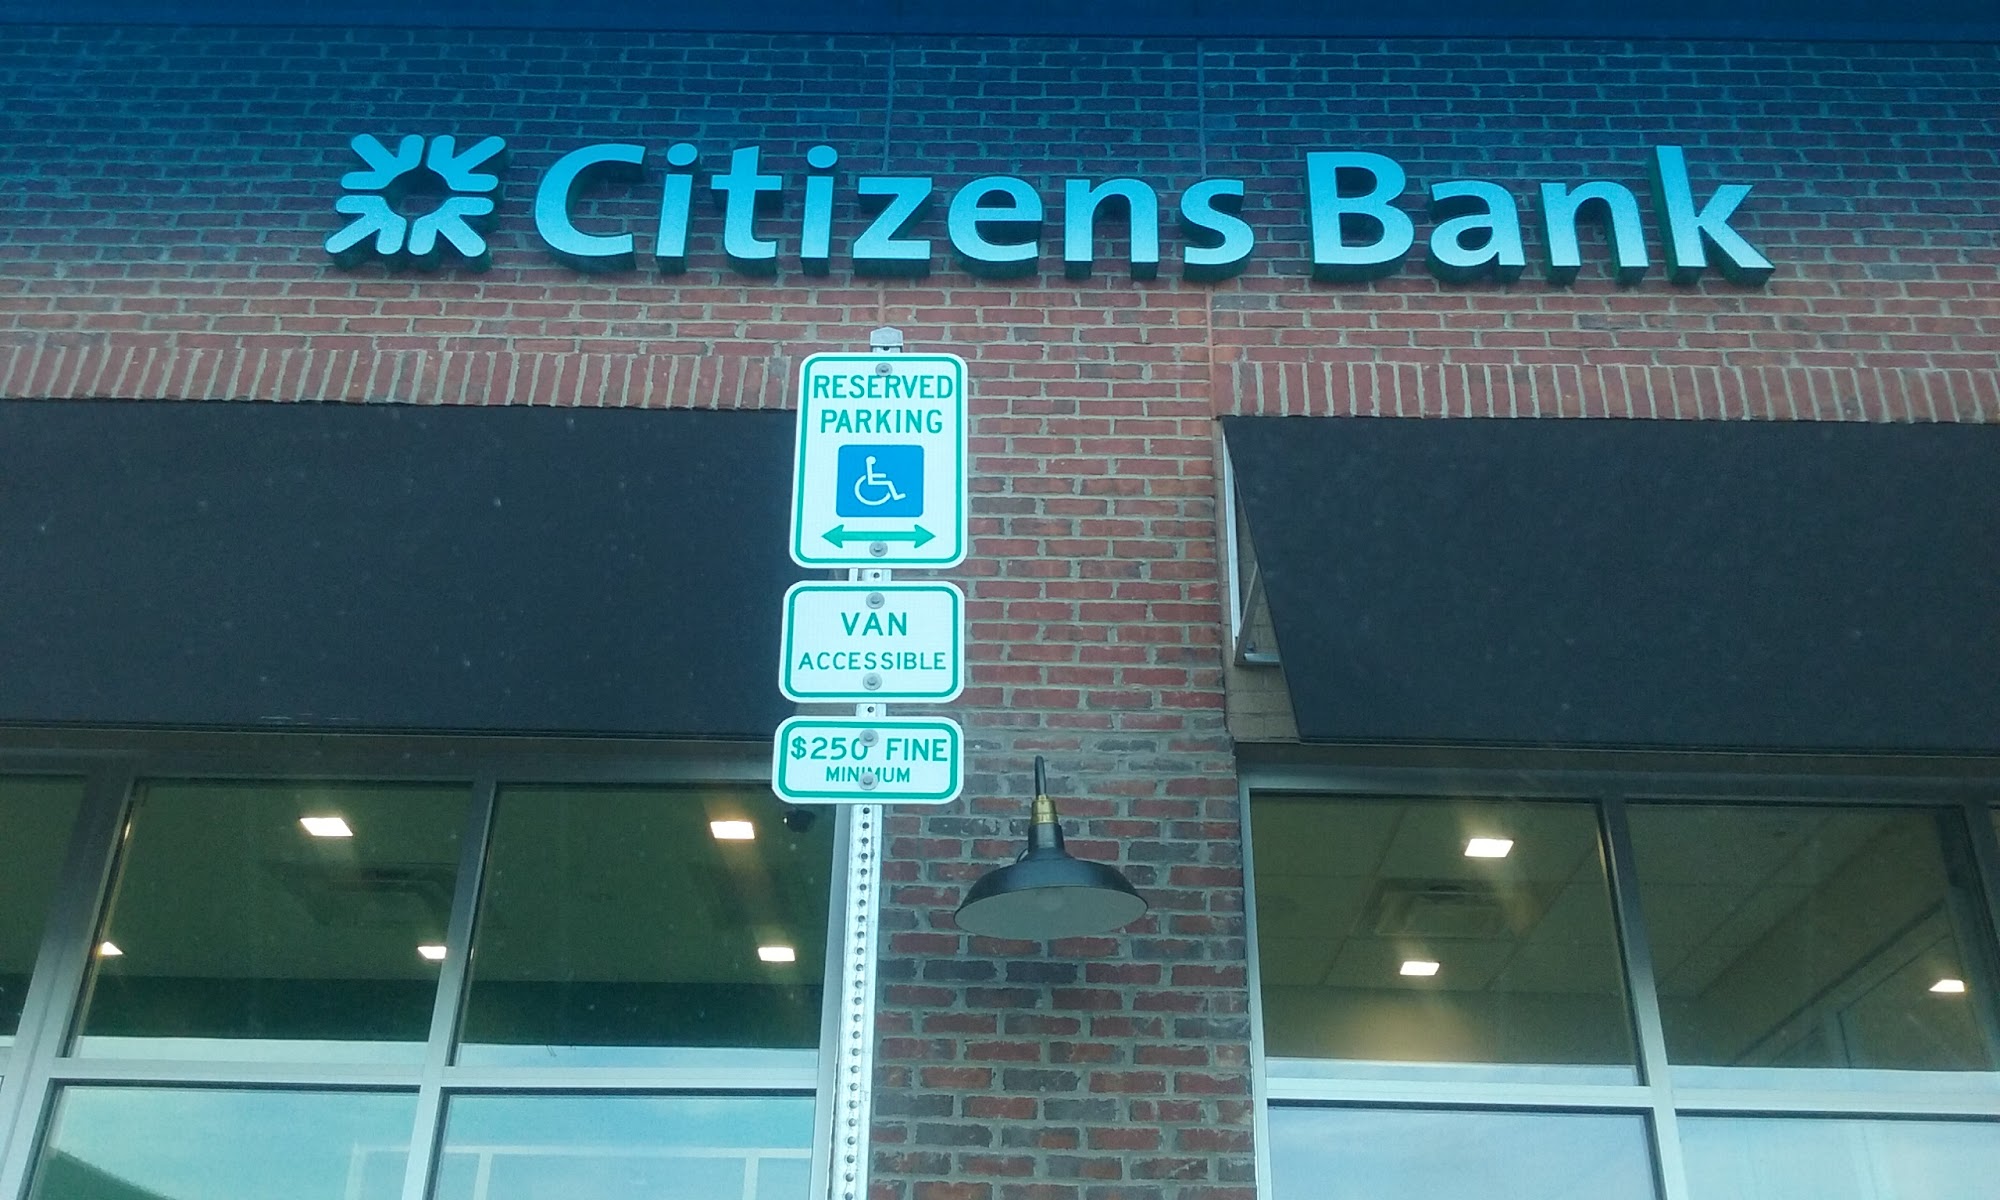 Citizens Bank
RESERVED
PARKING
VAN
ACCESSIBLE
$250 FINE
MINIMUM